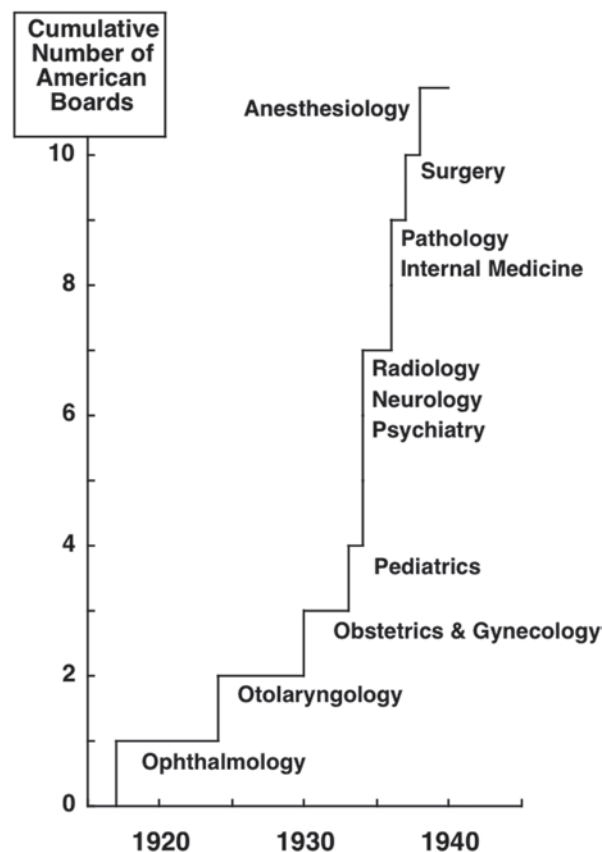 Cumulative
Number of
American
Boards
Anesthesiology
10
Surgery
Pathology
8
Internal Medicine
Radiology
Neurology
6
Psychiatry
4
Pediatrics
Obstetrics & Gynecology
2
Otolaryngology
Ophthalmology
0
1920 1930 1940